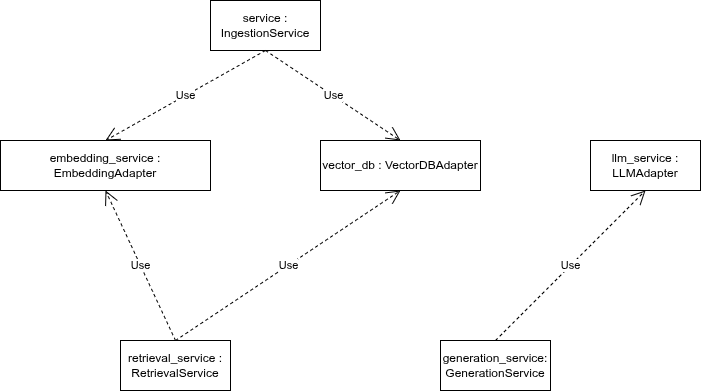 service :
IngestionService
Use
Use
embedding_service :
EmbeddingAdapter
vector_db : VectorDBAdapter
llm_service :
LLMAdapter
Use
Use
Use
retrieval_service :
RetrievalService
generation_service:
GenerationService